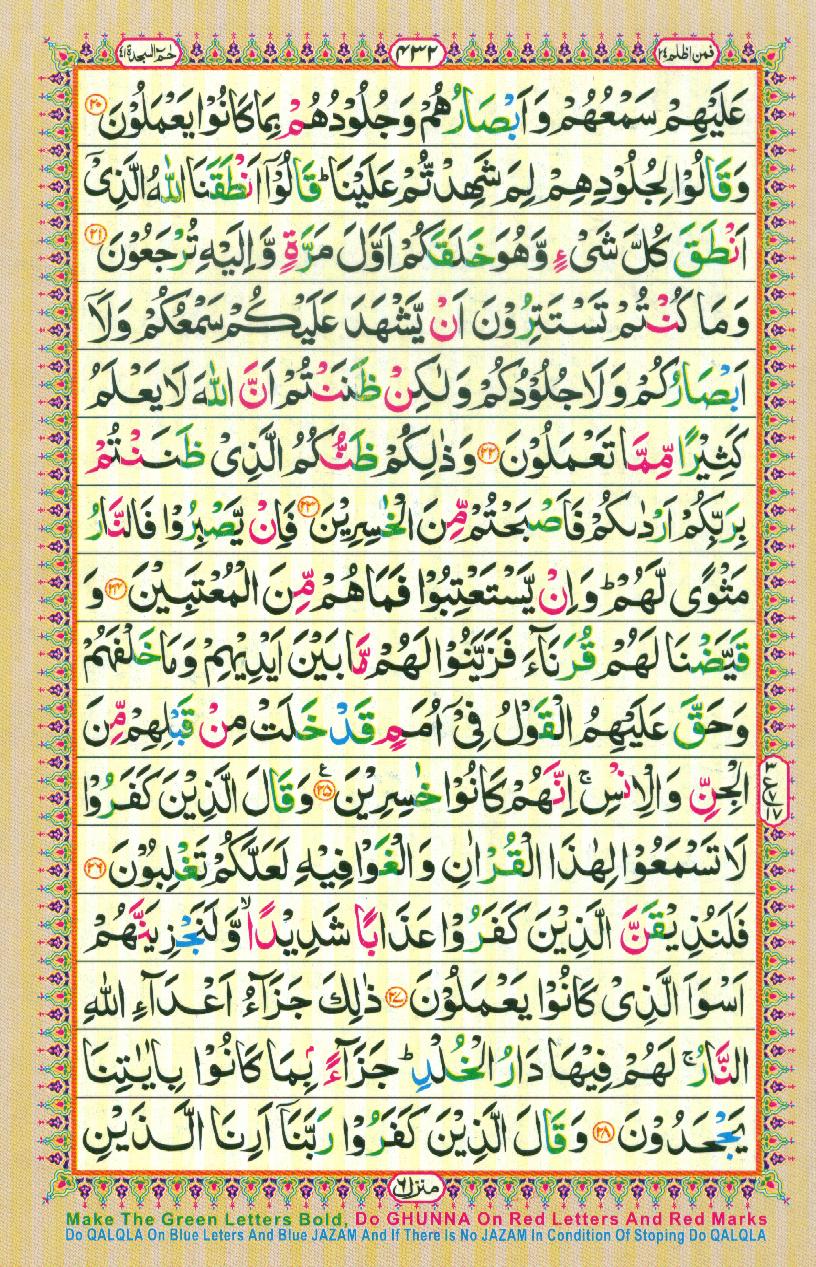 فمن اظلم ٢٤
٤٣٢
حٰمٓ السجدة ٤١
عَلَيْهِمْ سَمْعُهُمْ وَ اَبْصَارُهُمْ وَ جُلُوْدُهُمْ بِمَا كَانُوْا يَعْمَلُوْنَ ﴿٢٠﴾
وَ قَالُوْا لِجُلُوْدِهِمْ لِمَ شَهِدْتُّمْ عَلَيْنَا ؕ قَالُوْۤا اَنْطَقَنَا اللّٰهُ الَّذِىْۤ
اَنْطَقَ كُلَّ شَىْءٍ وَّ هُوَ خَلَقَكُمْ اَوَّلَ مَرَّةٍ وَّ اِلَيْهِ تُرْجَعُوْنَ ﴿٢١﴾
وَ مَا كُنْتُمْ تَسْتَتِرُوْنَ اَنْ يَّشْهَدَ عَلَيْكُمْ سَمْعُكُمْ وَ لَاۤ
اَبْصَارُكُمْ وَ لَا جُلُوْدُكُمْ وَ لٰكِنْ ظَنَنْتُمْ اَنَّ اللّٰهَ لَا يَعْلَمُ
كَثِيْرًا مِّمَّا تَعْمَلُوْنَ ﴿٢٢﴾ وَ ذٰلِكُمْ ظَنُّكُمُ الَّذِىْ ظَنَنْتُمْ
بِرَبِّكُمْ اَرْدٰىكُمْ فَاَصْبَحْتُمْ مِّنَ الْخٰسِرِيْنَ ﴿٢٣﴾ فَاِنْ يَّصْبِرُوْا فَالنَّارُ
مَثْوًى لَّهُمْ ؕ وَ اِنْ يَّسْتَعْتِبُوْا فَمَا هُمْ مِّنَ الْمُعْتَبِيْنَ ﴿٢٤﴾ وَ
قَيَّضْنَا لَهُمْ قُرَنَآءَ فَزَيَّنُوْا لَهُمْ مَّا بَيْنَ اَيْدِيْهِمْ وَ مَا خَلْفَهُمْ
وَ حَقَّ عَلَيْهِمُ الْقَوْلُ فِىْۤ اُمَمٍ قَدْ خَلَتْ مِنْ قَبْلِهِمْ مِّنَ
الْجِنِّ وَ الْاِنْسِ ۚ اِنَّهُمْ كَانُوْا خٰسِرِيْنَ ﴿٢٥﴾ وَ قَالَ الَّذِيْنَ كَفَرُوْا
لَا تَسْمَعُوْا لِهٰذَا الْقُرْاٰنِ وَ الْغَوْا فِيْهِ لَعَلَّكُمْ تَغْلِبُوْنَ ﴿٢٦﴾
فَلَنُذِيْقَنَّ الَّذِيْنَ كَفَرُوْا عَذَابًا شَدِيْدًا ۙ وَّ لَنَجْزِيَنَّهُمْ
اَسْوَاَ الَّذِىْ كَانُوْا يَعْمَلُوْنَ ﴿٢٧﴾ ذٰلِكَ جَزَآءُ اَعْدَآءِ اللّٰهِ
النَّارُ ۚ لَهُمْ فِيْهَا دَارُ الْخُلْدِ ؕ جَزَآءًۢ بِمَا كَانُوْا بِاٰيٰتِنَا
يَجْحَدُوْنَ ﴿٢٨﴾ وَ قَالَ الَّذِيْنَ كَفَرُوْا رَبَّنَاۤ اَرِنَا الَّذَيْنِ
منزل ٦
Make The Green Letters Bold, Do GHUNNA On Red Letters And Red Marks
Do QALQLA On Blue Leters And Blue JAZAM And If There Is No JAZAM In Condition Of Stoping Do QALQLA